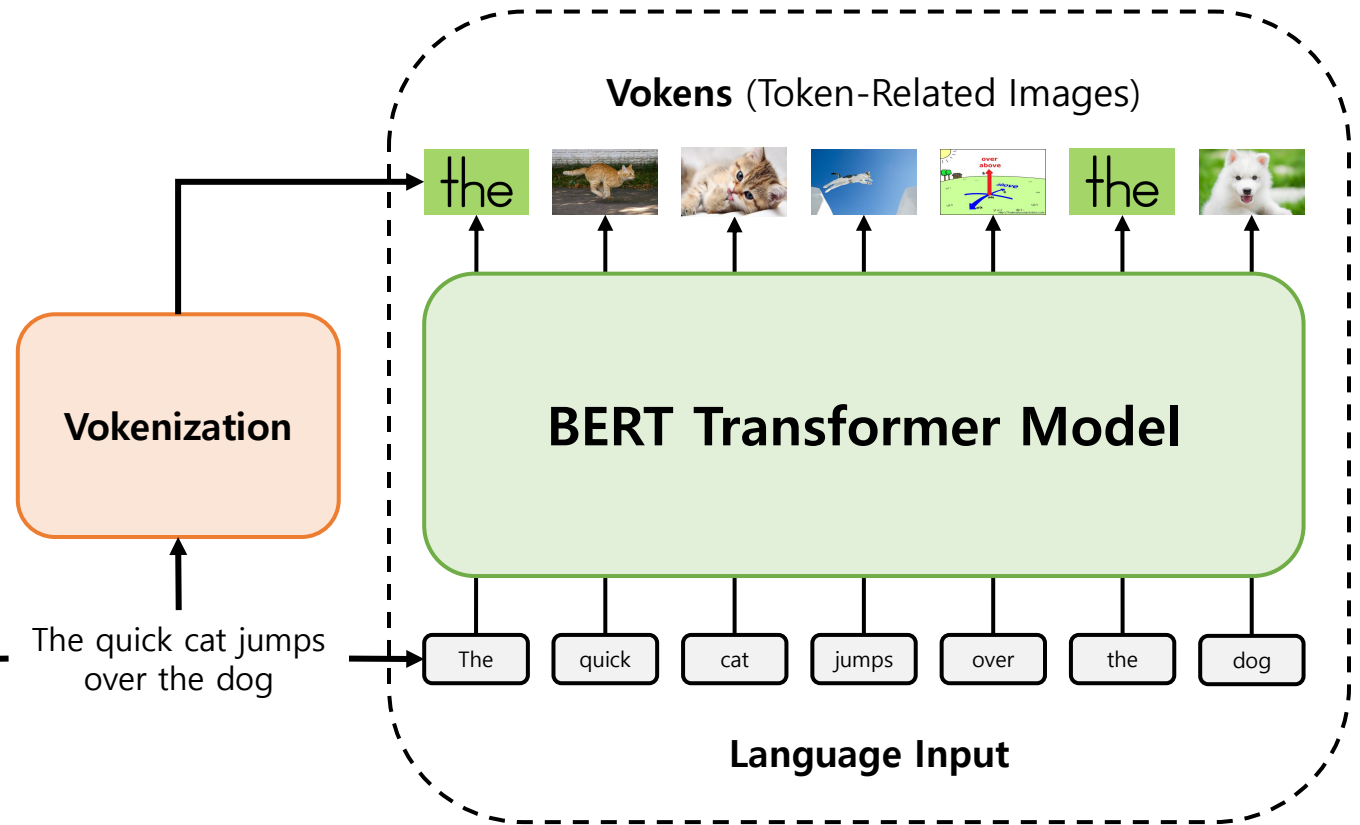 Vokens (Token-Related Images)
the
over
above
above
the
Vokenization
BERT Transformer Model
The quick cat jumps
over the dog
The
quick
cat
jumps
over
the
dog
Language Input